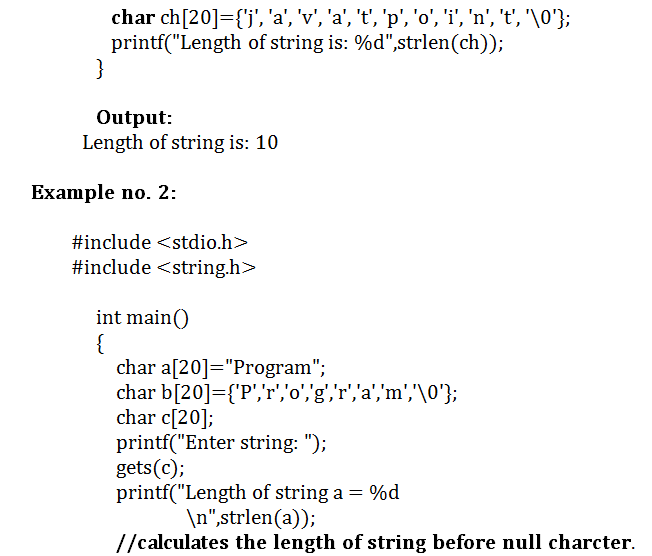 char ch[20]={'j', 'a', 'v', 'a', 't', 'p', 'o', 'i', 'n', 't', '\0'};
printf("Length of string is: %d",strlen(ch));
}
Output:
Length of string is: 10
Example no. 2:
#include <stdio.h>
#include <string.h>
int main()
{
char a[20]="Program";
char b[20]={'P','r','o','g','r','a','m','\0'};
char c[20];
printf("Enter string: ");
gets(c);
printf("Length of string a = %d
\n",strlen(a));
//calculates the length of string before null charcter.